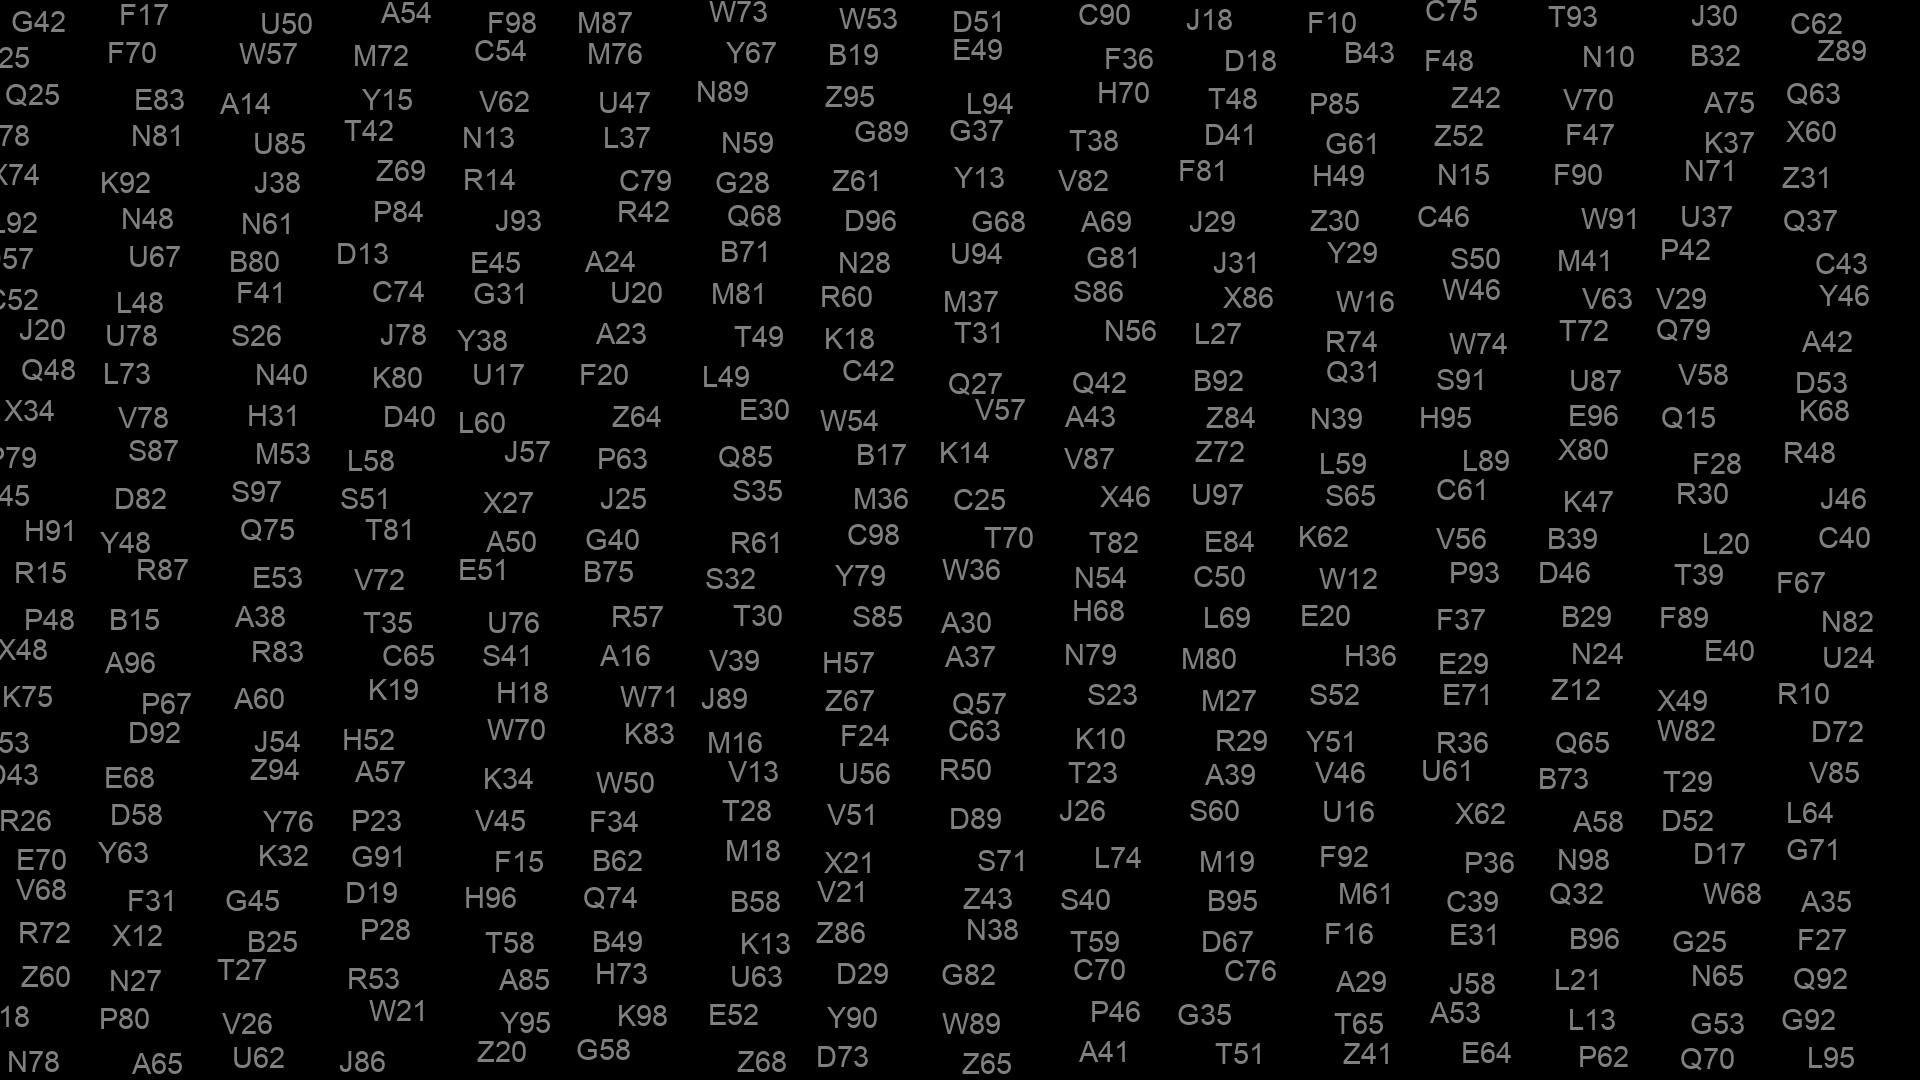 G42 F17 U50 A54 F98 M87 W73 W53 D51 C90 J18 F10 C75 T93 J30 C62
25 F70 W57 M72 C54 M76 Y67 B19 E49 F36 D18 B43 F48 N10 B32 Z89
Q25 E83 A14 Y15 V62 U47 N89 Z95 L94 H70 T48 P85 Z42 V70 A75 Q63
78 N81 U85 T42 N13 L37 N59 G89 G37 T38 D41 G61 Z52 F47 K37 X60
X74 K92 J38 Z69 R14 C79 G28 Z61 Y13 V82 F81 H49 N15 F90 N71 Z31
L92 N48 N61 P84 J93 R42 Q68 D96 G68 A69 J29 Z30 C46 W91 U37 Q37
57 U67 B80 D13 E45 A24 B71 N28 U94 G81 J31 Y29 S50 M41 P42 C43
C52 L48 F41 C74 G31 U20 M81 R60 M37 S86 X86 W16 W46 V63 V29 Y46
J20 U78 S26 J78 Y38 A23 T49 K18 T31 N56 L27 R74 W74 T72 Q79 A42
Q48 L73 N40 K80 U17 F20 L49 C42 Q27 Q42 B92 Q31 S91 U87 V58 D53
X34 V78 H31 D40 L60 Z64 E30 W54 V57 A43 Z84 N39 H95 E96 Q15 K68
P79 S87 M53 L58 J57 P63 Q85 B17 K14 V87 Z72 L59 L89 X80 F28 R48
45 D82 S97 S51 X27 J25 S35 M36 C25 X46 U97 S65 C61 K47 R30 J46
H91 Y48 Q75 T81 A50 G40 R61 C98 T70 T82 E84 K62 V56 B39 L20 C40
R15 R87 E53 V72 E51 B75 S32 Y79 W36 N54 C50 W12 P93 D46 T39 F67
P48 B15 A38 T35 U76 R57 T30 S85 A30 H68 L69 E20 F37 B29 F89 N82
X48 A96 R83 C65 S41 A16 V39 H57 A37 N79 M80 H36 E29 N24 E40 U24
K75 P67 A60 K19 H18 W71 J89 Z67 Q57 S23 M27 S52 E71 Z12 X49 R10
53 D92 J54 H52 W70 K83 M16 F24 C63 K10 R29 Y51 R36 Q65 W82 D72
43 E68 Z94 A57 K34 W50 V13 U56 R50 T23 A39 V46 U61 B73 T29 V85
R26 D58 Y76 P23 V45 F34 T28 V51 D89 J26 S60 U16 X62 A58 D52 L64
E70 Y63 K32 G91 F15 B62 M18 X21 S71 L74 M19 F92 P36 N98 D17 G71
V68 F31 G45 D19 H96 Q74 B58 V21 Z43 S40 B95 M61 C39 Q32 W68 A35
R72 X12 B25 P28 T58 B49 K13 Z86 N38 T59 D67 F16 E31 B96 G25 F27
Z60 N27 T27 R53 A85 H73 U63 D29 G82 C70 C76 A29 J58 L21 N65 Q92
18 P80 V26 W21 Y95 K98 E52 Y90 W89 P46 G35 T65 A53 L13 G53 G92
N78 A65 U62 J86 Z20 G58 Z68 D73 Z65 A41 T51 Z41 E64 P62 Q70 L95